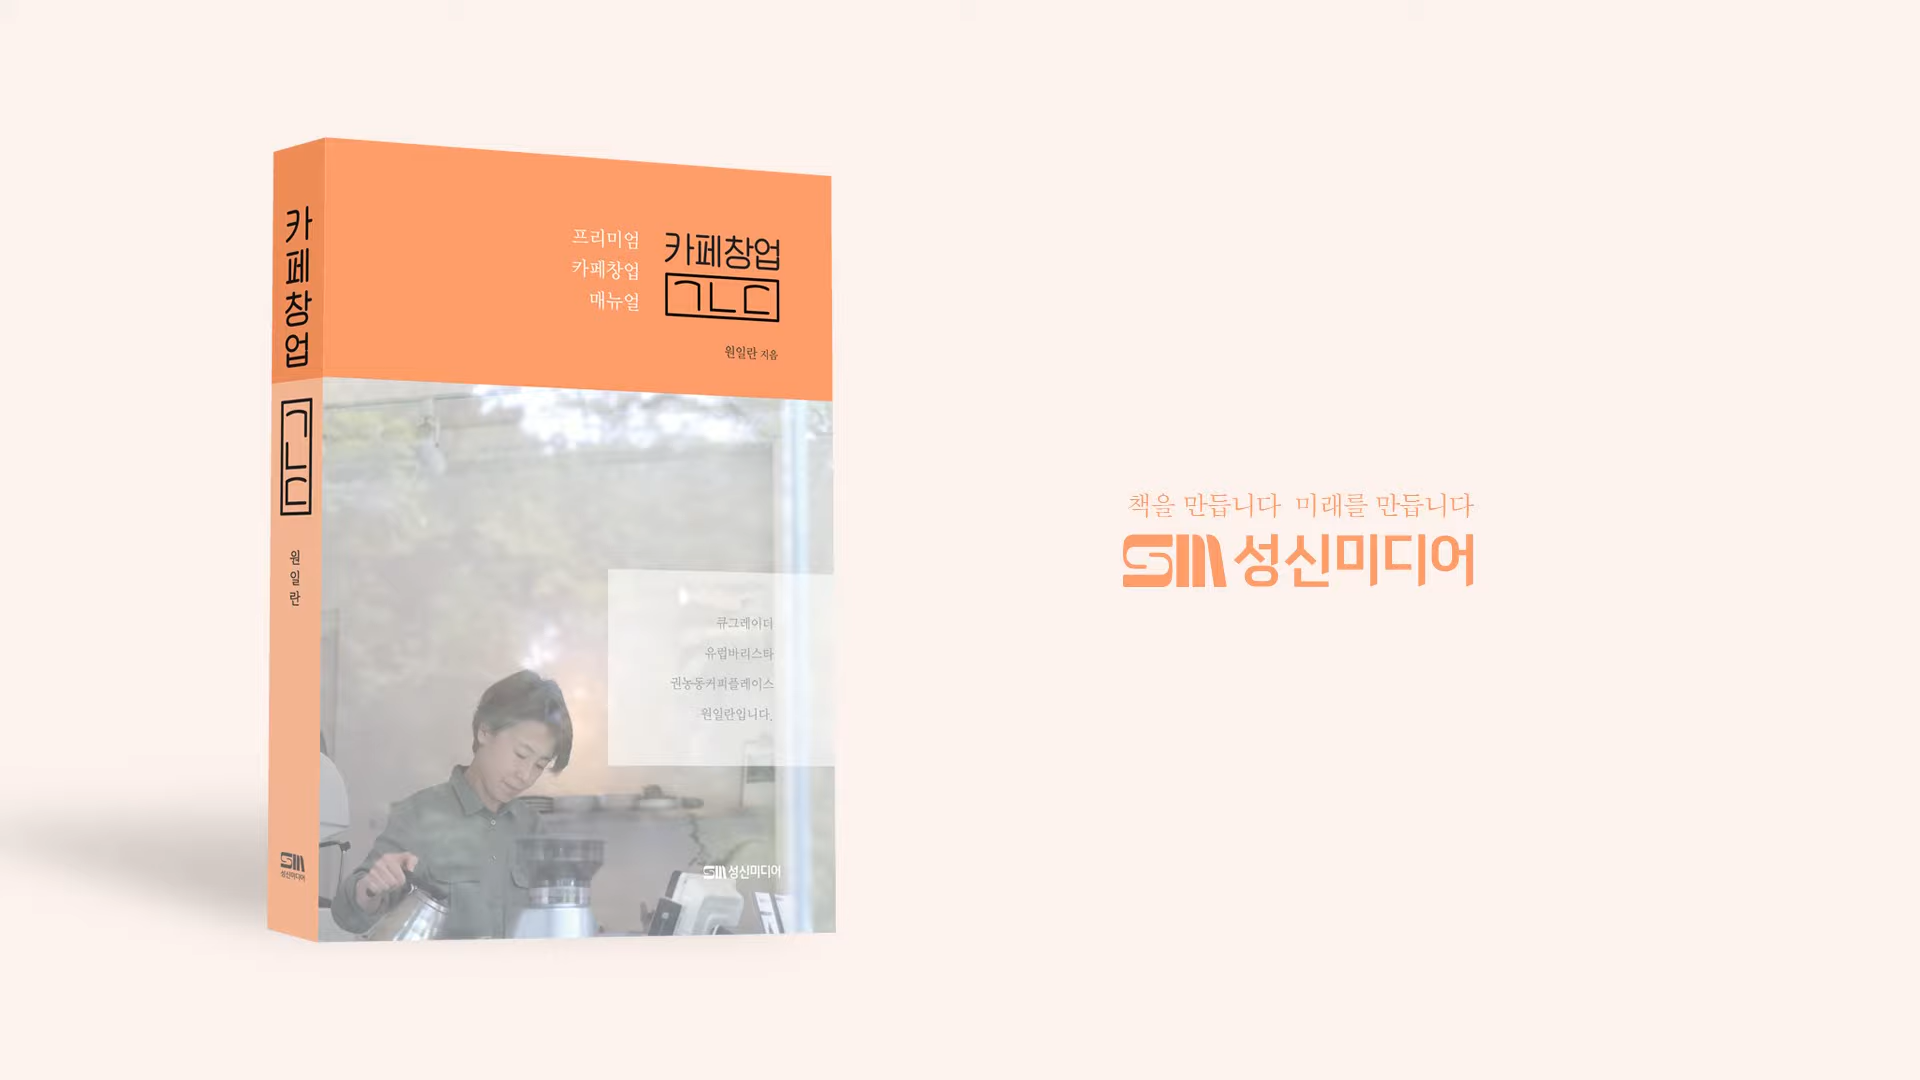 카페창업
ㄱㄴㄷ
원일란
SM
성신미디어
프리미엄
카페창업
매뉴얼
카페창업
ㄱㄴㄷ
원일란 지음
큐그레이더
유럽바리스타
권농동커피플레이스
원일란입니다.
SM 성신미디어
책을 만듭니다 미래를 만듭니다
SM 성신미디어